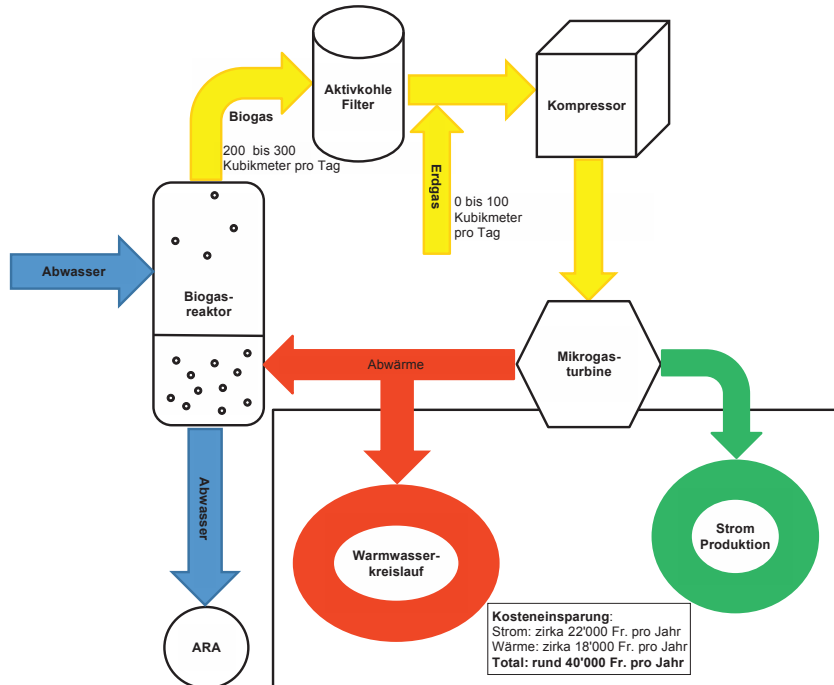 Aktivkohle
Filter
Kompressor
Biogas
200 bis 300
Kubikmeter pro Tag
Erdgas
0 bis 100
Kubikmeter
pro Tag
Abwasser
Biogas-
reaktor
Abwärme
Mikrogas-
turbine
Abwasser
Warmwasser-
kreislauf
Strom
Produktion
ARA
Kosteneinsparung:
Strom: zirka 22'000 Fr. pro Jahr
Wärme: zirka 18'000 Fr. pro Jahr
Total: rund 40'000 Fr. pro Jahr